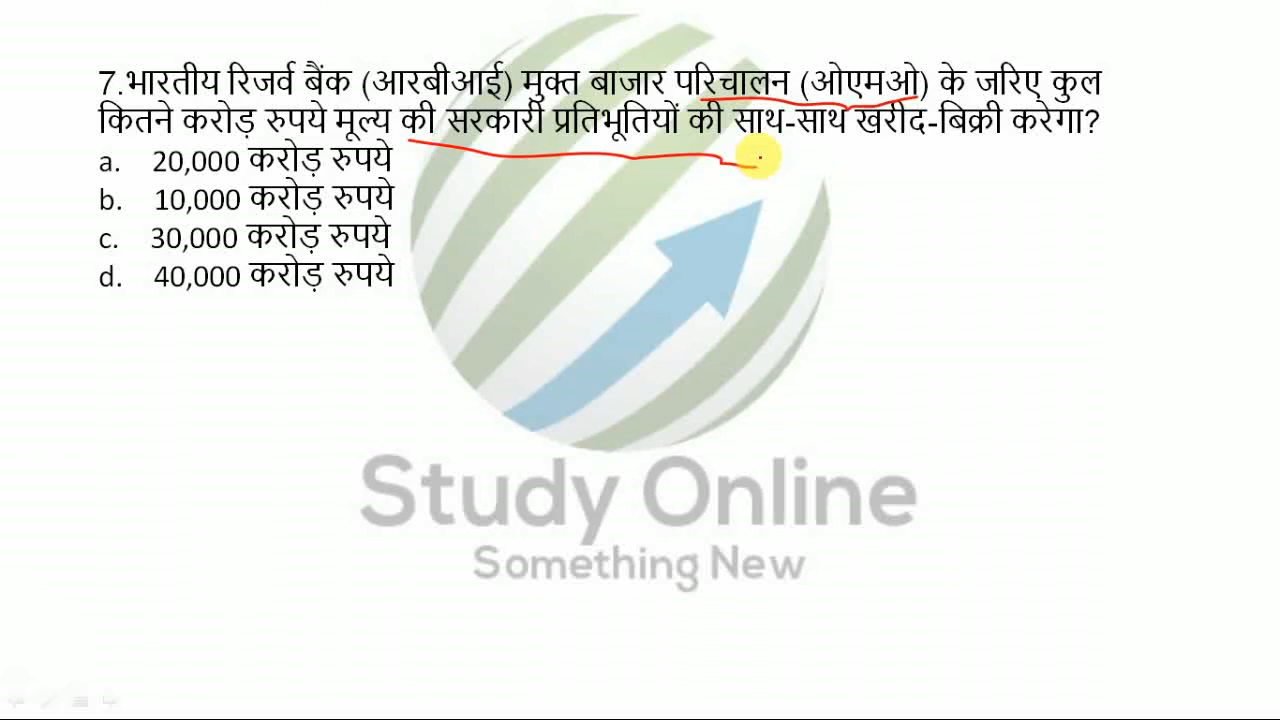 7.भारतीय रिजर्व बैंक (आरबीआई) मुक्त बाजार परिचालन (ओएमओ) के जरिए कुल
कितने करोड़ रुपये मूल्य की सरकारी प्रतिभूतियों की साथ-साथ खरीद-बिक्री करेगा?
a. 20,000 करोड़ रुपये
b. 10,000 करोड़ रुपये
c. 30,000 करोड़ रुपये
d. 40,000 करोड़ रुपये
Study Online
Something New